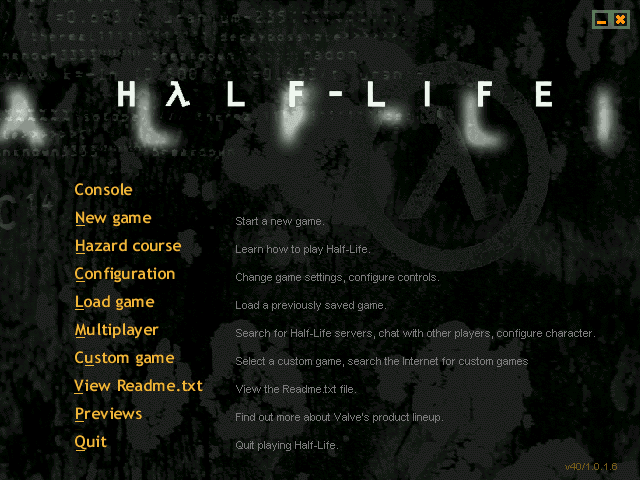 HλLF-LIFE
Console
New game Start a new game.
Hazard course Learn how to play Half-Life.
Configuration Change game settings, configure controls.
Load game Load a previously saved game.
Multiplayer Search for Half-Life servers, chat with other players, configure character.
Custom game Select a custom game, search the Internet for custom games
View Readme.txt View the Readme.txt file.
Previews Find out more about Valve's product lineup.
Quit Quit playing Half-Life.
v40/1.0.1.6